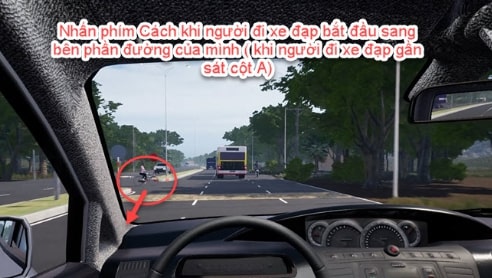 Nhấn phím Cách khi người đi xe đạp bắt đầu sang
bên phần đường của mình ( khi người đi xe đạp gần
sát cột A)